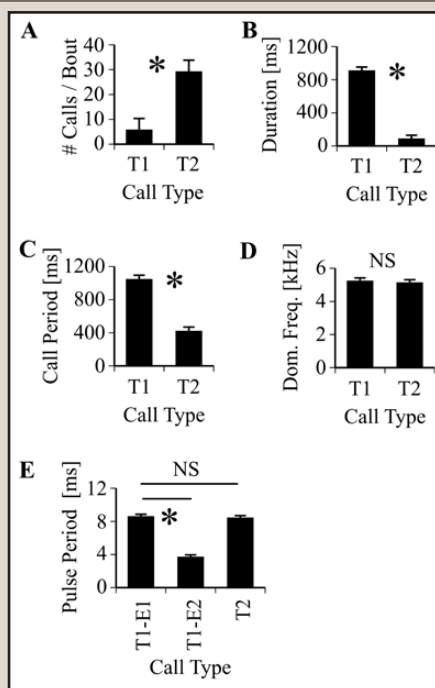 A
# Calls / Bout
40
30
20
10
0
*
T1 T2
Call Type
B
Duration [ms]
1200
800
400
0
*
T1 T2
Call Type
C
Call Period [ms]
1200
800
400
0
*
T1 T2
Call Type
D
Dom. Freq. [kHz]
6
4
2
0
NS
T1 T2
Call Type
E
Pulse Period [ms]
12
8
4
0
NS
*
T1-E1 T1-E2 T2
Call Type